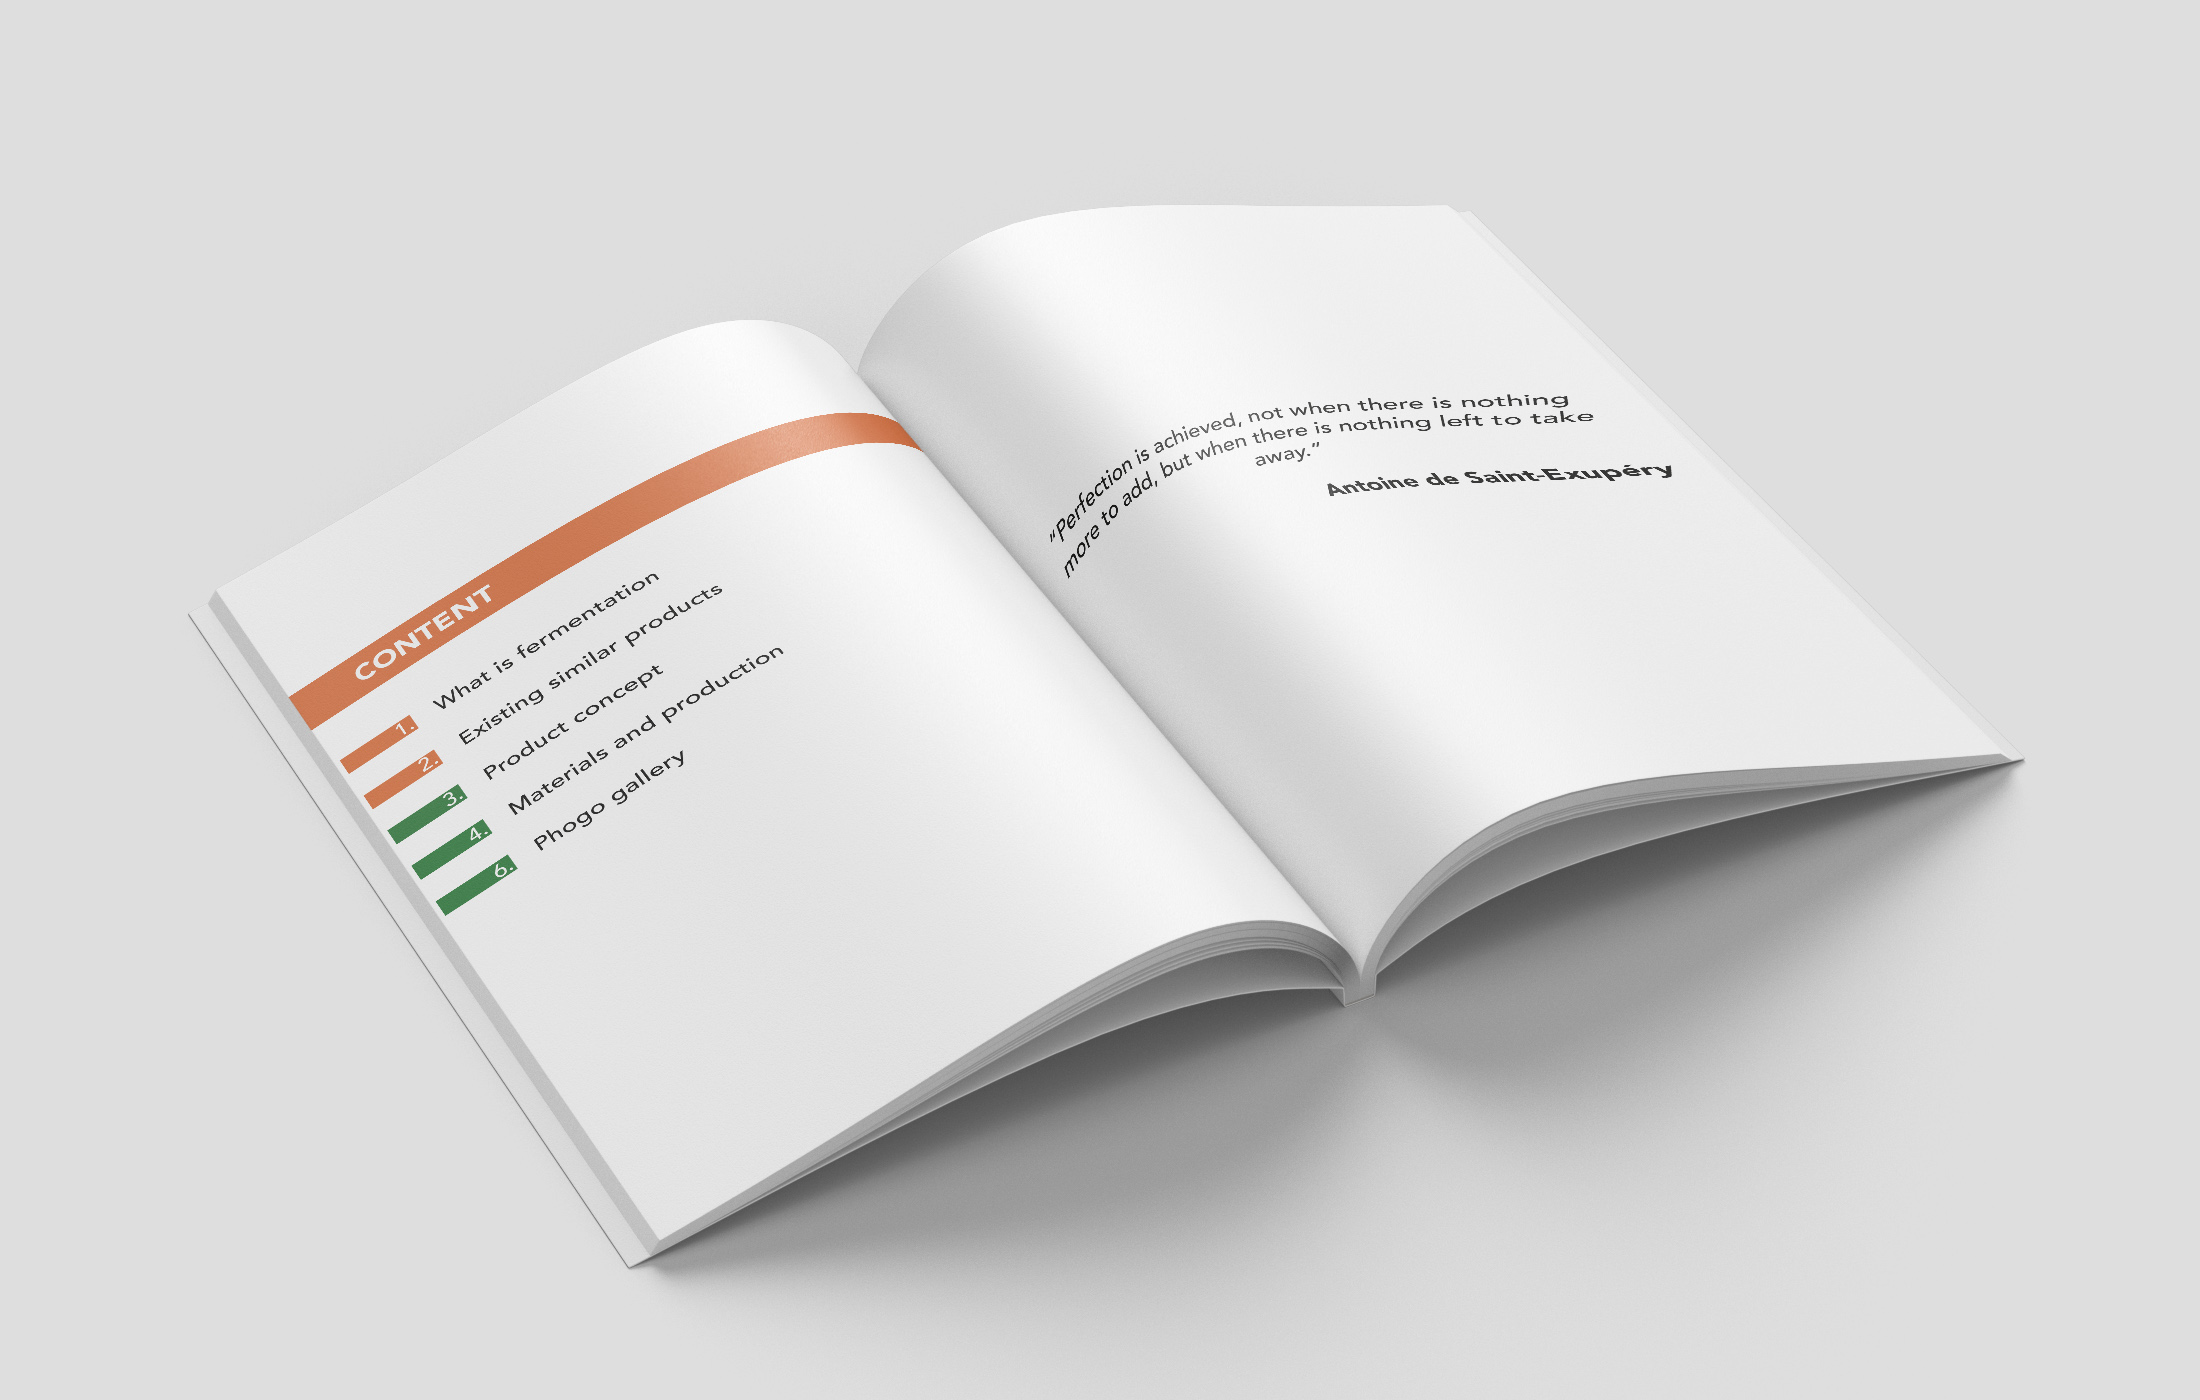 CONTENT
1. What is fermentation
2. Existing similar products
3. Product concept
4. Materials and production
6. Phogo gallery
“Perfection is achieved, not when there is nothing
more to add, but when there is nothing left to take
away.”
Antoine de Saint-Exupéry